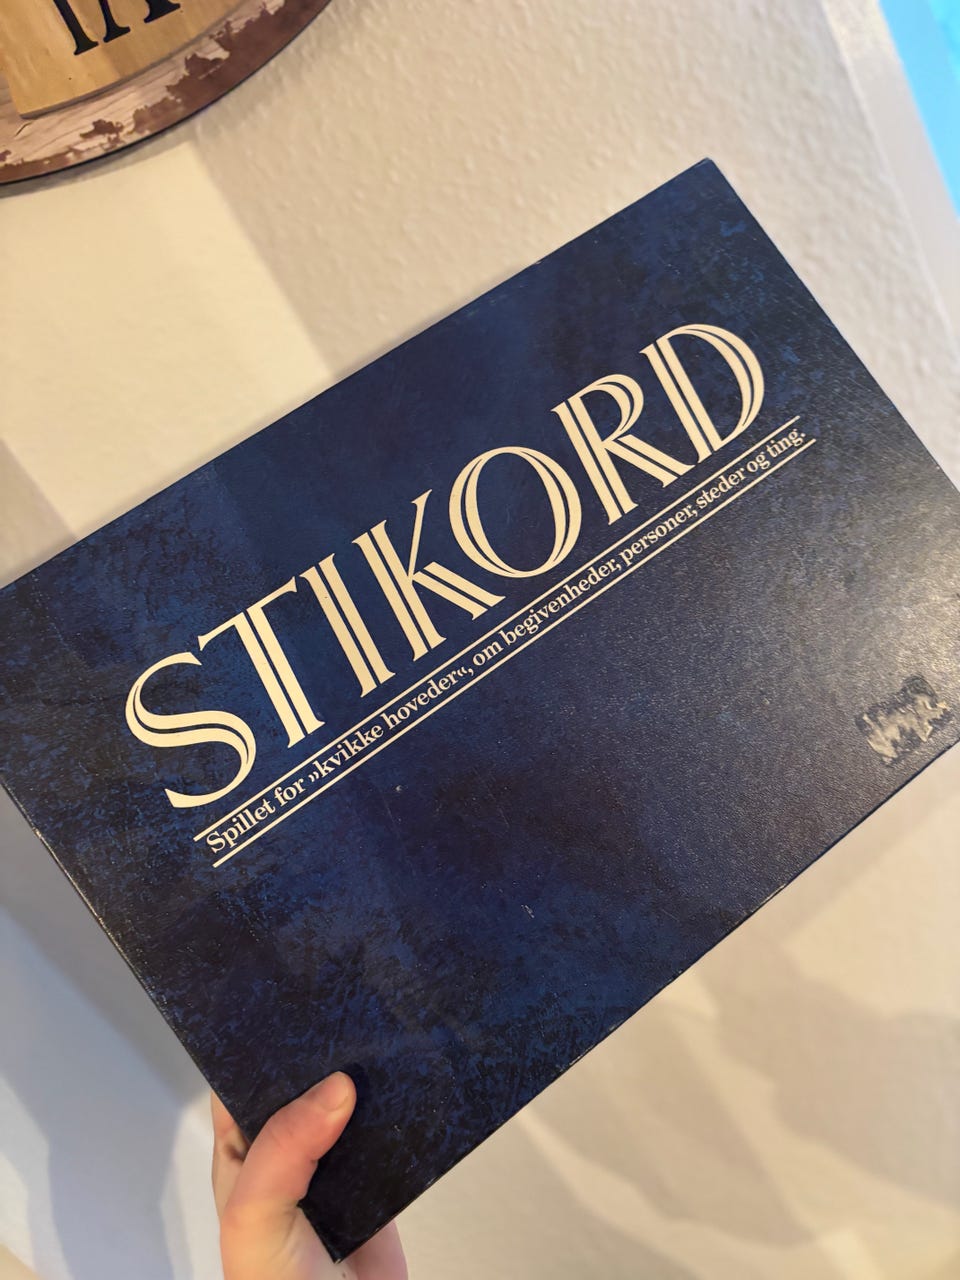 STIKORD
Spillet for »kvikke hoveder«, om begivenheder, personer, steder og ting.